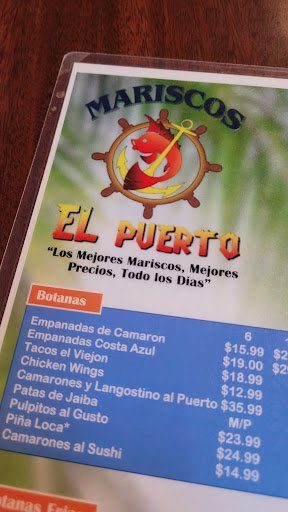 MARISCOS
EL PUERTO
"Los Mejores Mariscos, Mejores
Precios, Todo los Dias"
Botanas
6
Empanadas de Camaron $15.99
Empanadas Costa Azul $19.00
Tacos el Viejon $18.99
Chicken Wings $12.99
Camarones y Langostino al Puerto $35.99
Patas de Jaiba M/P
Pulpitos al Gusto $23.99
Piña Loca* $24.99
Camarones al Sushi $14.99